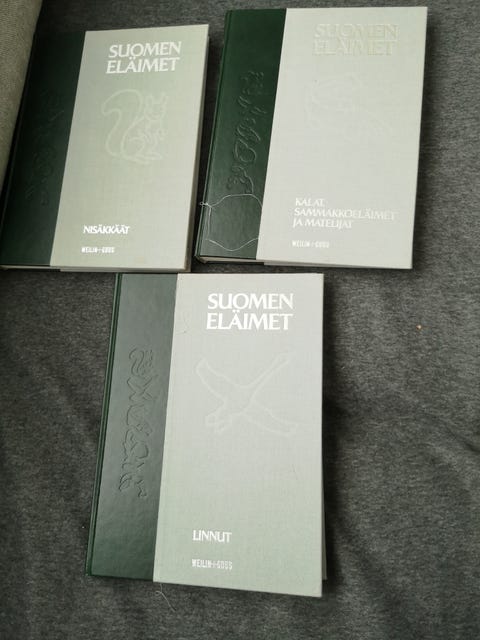 SUOMEN
ELÄIMET
NISÄKKÄÄT
WEILIN+GÖÖS
SUOMEN
ELÄIMET
KALAT,
SAMMAKKOELÄIMET
JA MATELIJAT
WEILIN+GÖÖS
SUOMEN
ELÄIMET
LINNUT
WEILIN+GÖÖS